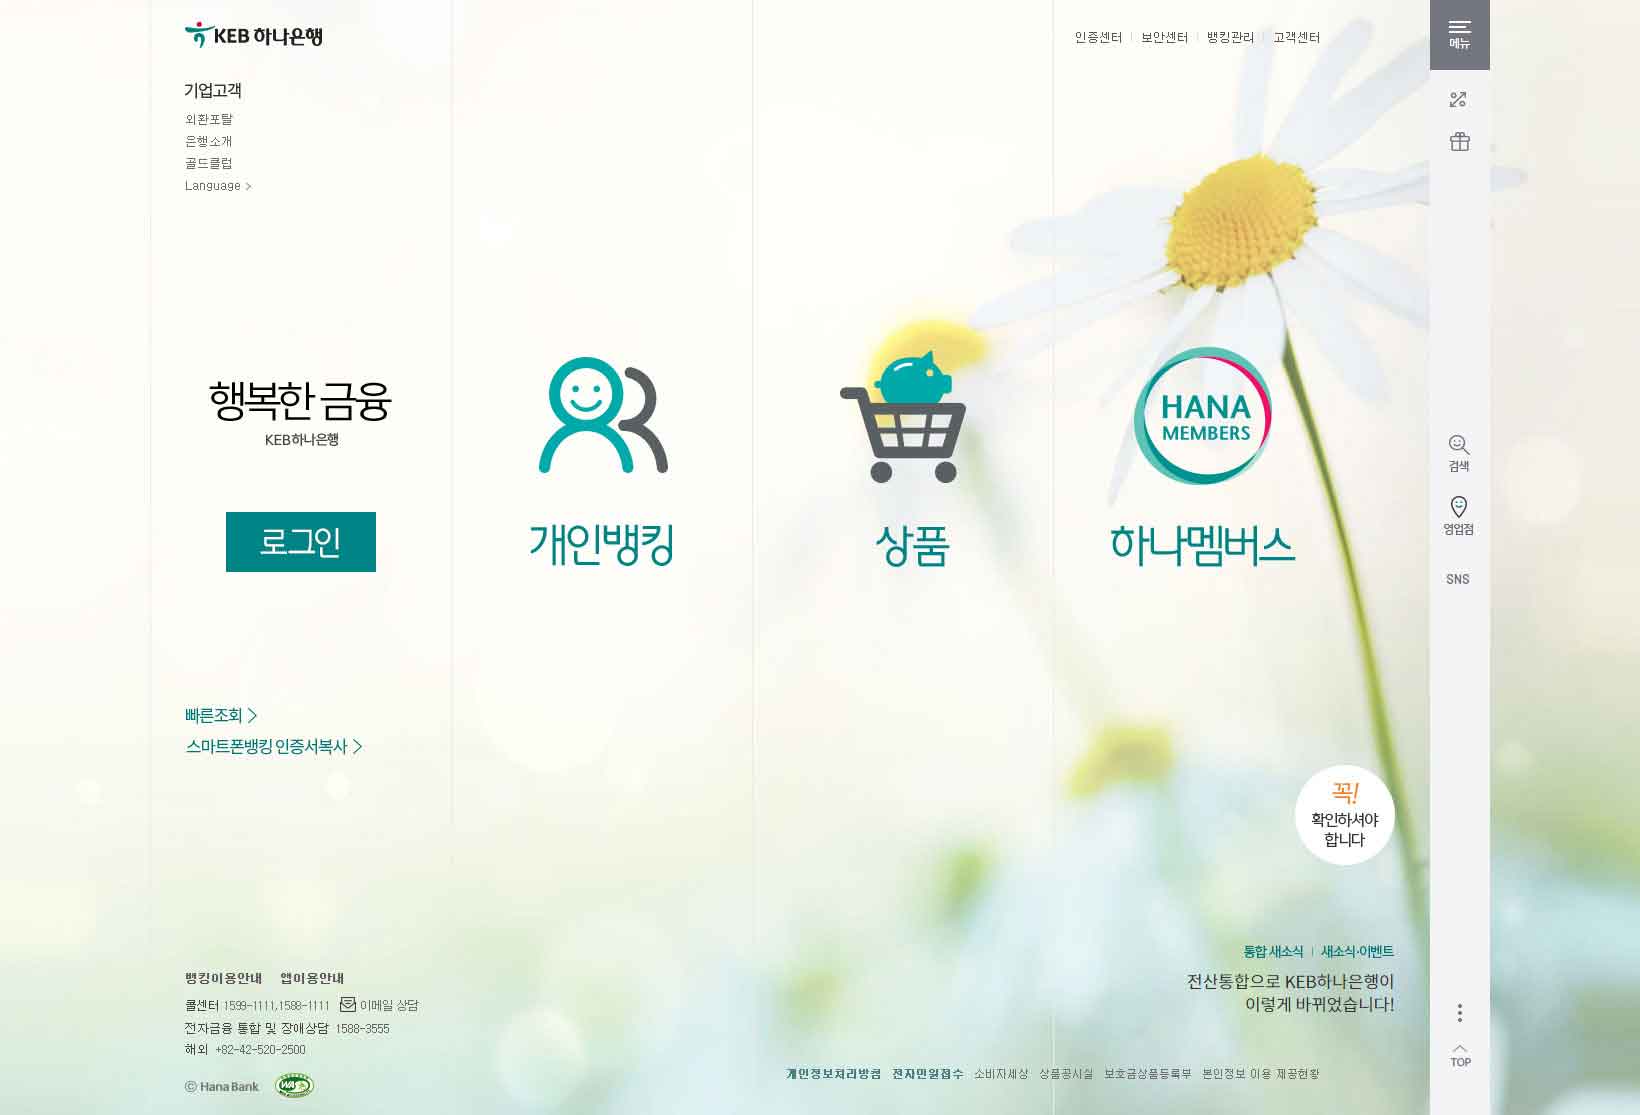 KEB 하나은행
인증센터 보안센터 뱅킹관리 고객센터
메뉴
기업고객
외환포탈
은행소개
골드클럽
Language >
행복한 금융
KEB하나은행
로그인
개인뱅킹
상품
HANA
MEMBERS
하나멤버스
검색
영업점
SNS
빠른조회 >
스마트폰뱅킹 인증서복사 >
꼭!
확인하셔야
합니다
통합 새소식 | 새소식·이벤트
전산통합으로 KEB하나은행이
이렇게 바뀌었습니다!
뱅킹이용안내 앱이용안내
콜센터 1599-1111,1588-1111 이메일 상담
전자금융 통합 및 장애상담 1588-3555
해외 +82-42-520-2500
ⓒ Hana Bank
WA
개인정보처리방침 전자민원접수 소비자세상 상품공시실 보호금상품등록부 본인정보 이용 제공현황
TOP